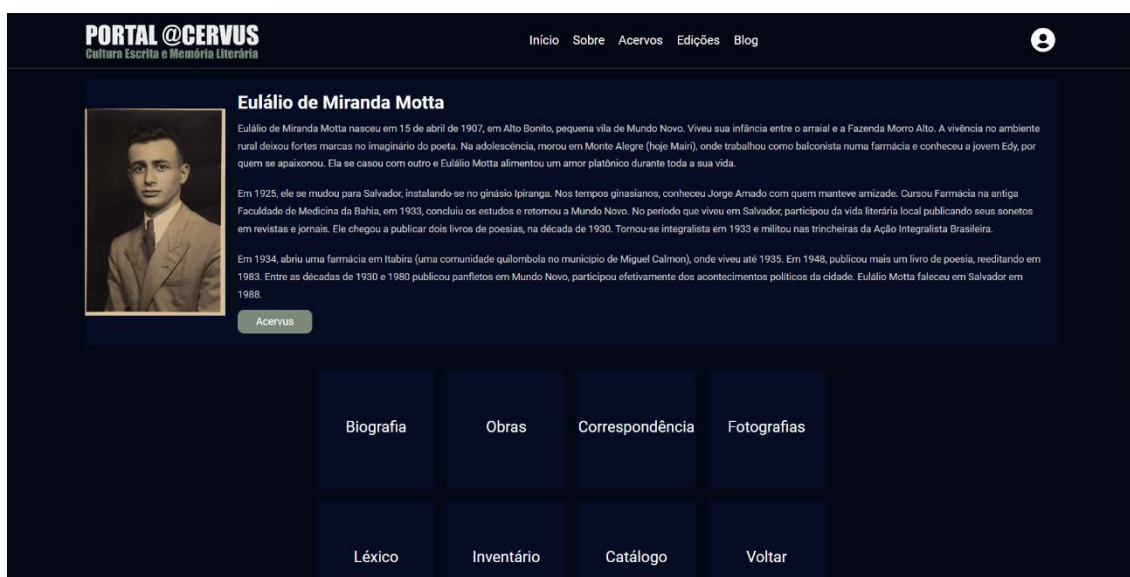 PORTAL @CERVUS
Cultura Escrita e Memória Literária
Início Sobre Acervos Edições Blog
Eulálio de Miranda Motta
Eulálio de Miranda Motta nasceu em 15 de abril de 1907, em Alto Bonito, pequena vila de Mundo Novo. Viveu sua infância entre o arraial e a Fazenda Morro Alto. A vivência no ambiente
rural deixou fortes marcas no imaginário do poeta. Na adolescência, morou em Monte Alegre (hoje Mairi), onde trabalhou como balconista numa farmácia e conheceu a jovem Edy, por
quem se apaixonou. Ela se casou com outro e Eulálio Motta alimentou um amor platônico durante toda a sua vida.
Em 1925, ele se mudou para Salvador, instalando-se no ginásio Ipiranga. Nos tempos ginasianos, conheceu Jorge Amado com quem manteve amizade. Cursou Farmácia na antiga
Faculdade de Medicina da Bahia, em 1933, concluiu os estudos e retornou a Mundo Novo. No período que viveu em Salvador, participou da vida literária local publicando seus sonetos
em revistas e jornais. Ele chegou a publicar dois livros de poesias, na década de 1930. Tornou-se integralista em 1933 e militou nas trincheiras da Ação Integralista Brasileira.
Em 1934, abriu uma farmácia em Itabira (uma comunidade quilombola no município de Miguel Calmon), onde viveu até 1935. Em 1948, publicou mais um livro de poesia, reeditando em
1983. Entre as décadas de 1930 e 1980 publicou panfletos em Mundo Novo, participou efetivamente dos acontecimentos políticos da cidade. Eulálio Motta faleceu em Salvador em
1988.
Acervus
Biografia Obras Correspondência Fotografias
Léxico Inventário Catálogo Voltar